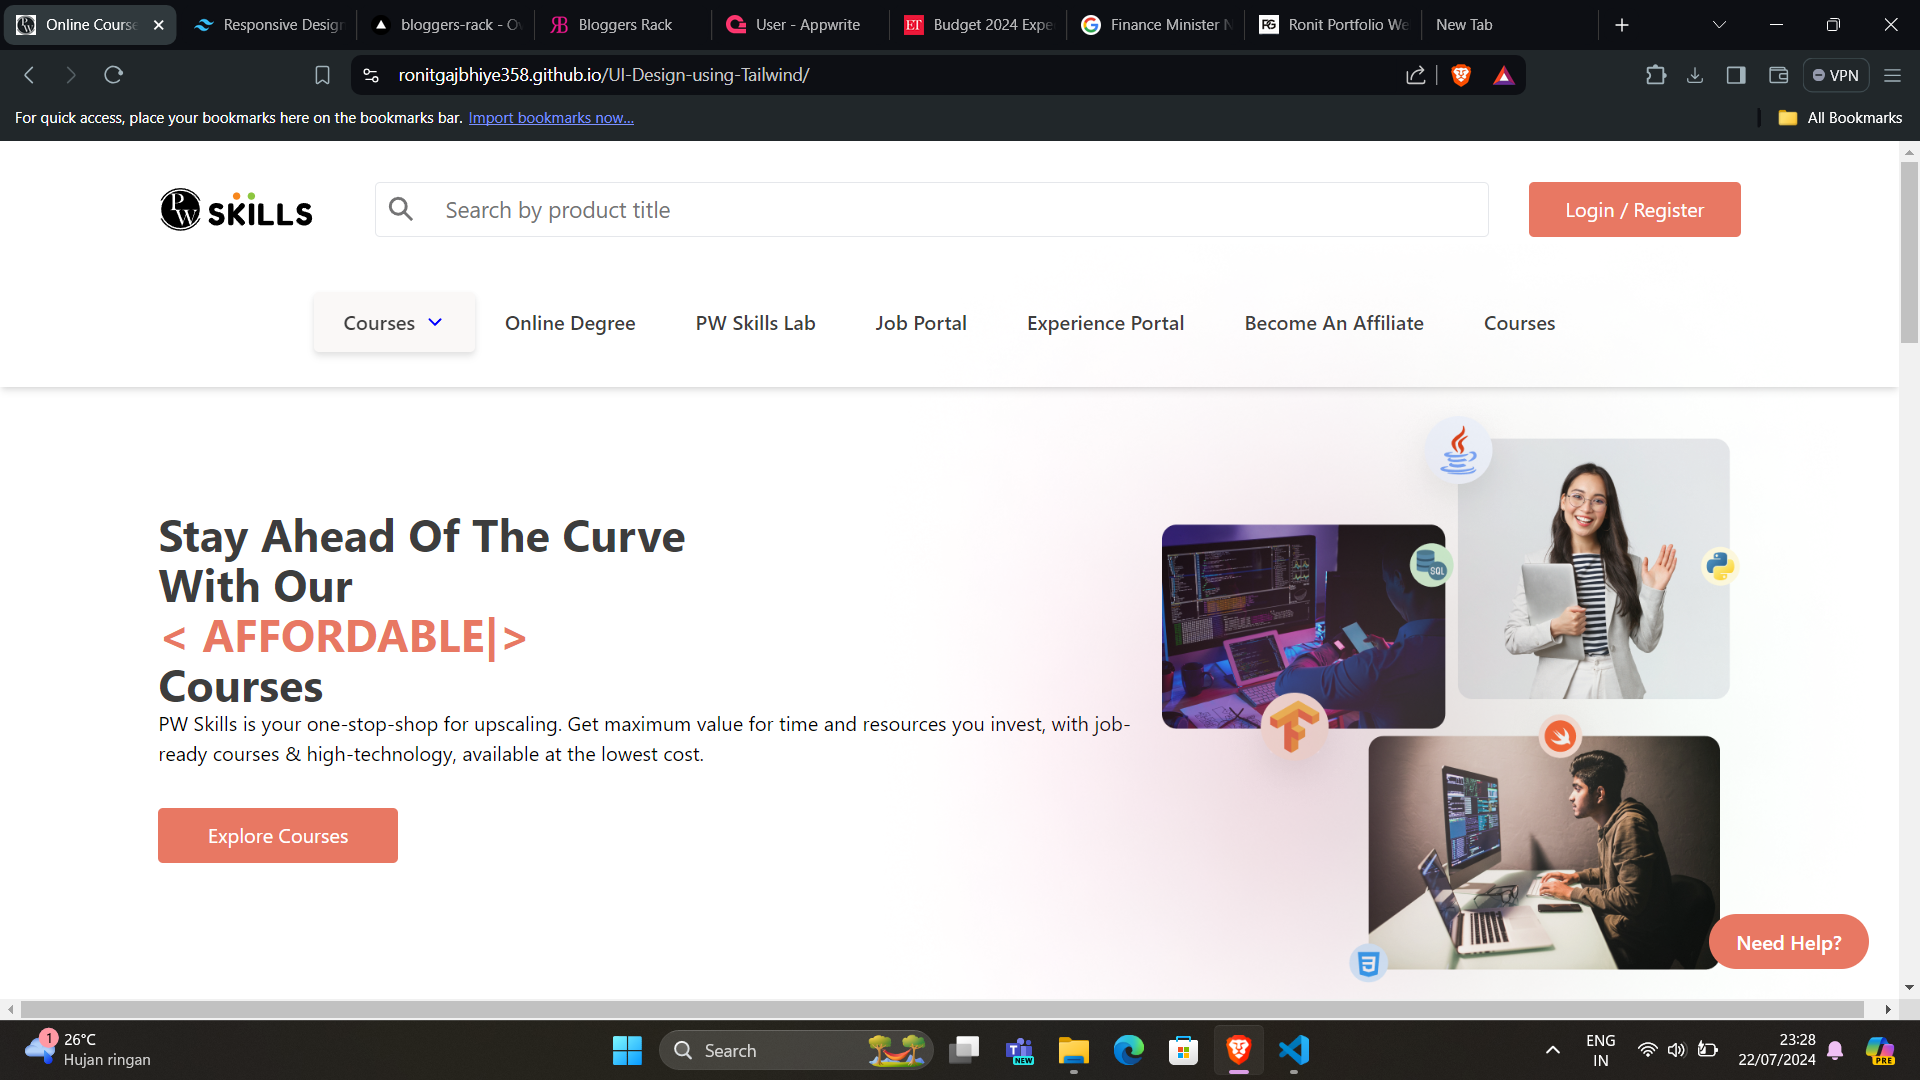 Online Course
Responsive Design
bloggers-rack - Ov
Bloggers Rack
User - Appwrite
Budget 2024 Expe
Finance Minister N
Ronit Portfolio We
New Tab
ronitgajbhiye358.github.io/UI-Design-using-Tailwind/
VPN
For quick access, place your bookmarks here on the bookmarks bar. Import bookmarks now...
All Bookmarks
PW SKILLS
Search by product title
Login / Register
Courses
Online Degree
PW Skills Lab
Job Portal
Experience Portal
Become An Affiliate
Courses
Stay Ahead Of The Curve
With Our
< AFFORDABLE|>
Courses
PW Skills is your one-stop-shop for upscaling. Get maximum value for time and resources you invest, with job-
ready courses & high-technology, available at the lowest cost.
Explore Courses
SQL
Need Help?
1
26°C
Hujan ringan
Search
NEW
ENG
IN
23:28
22/07/2024
PRE